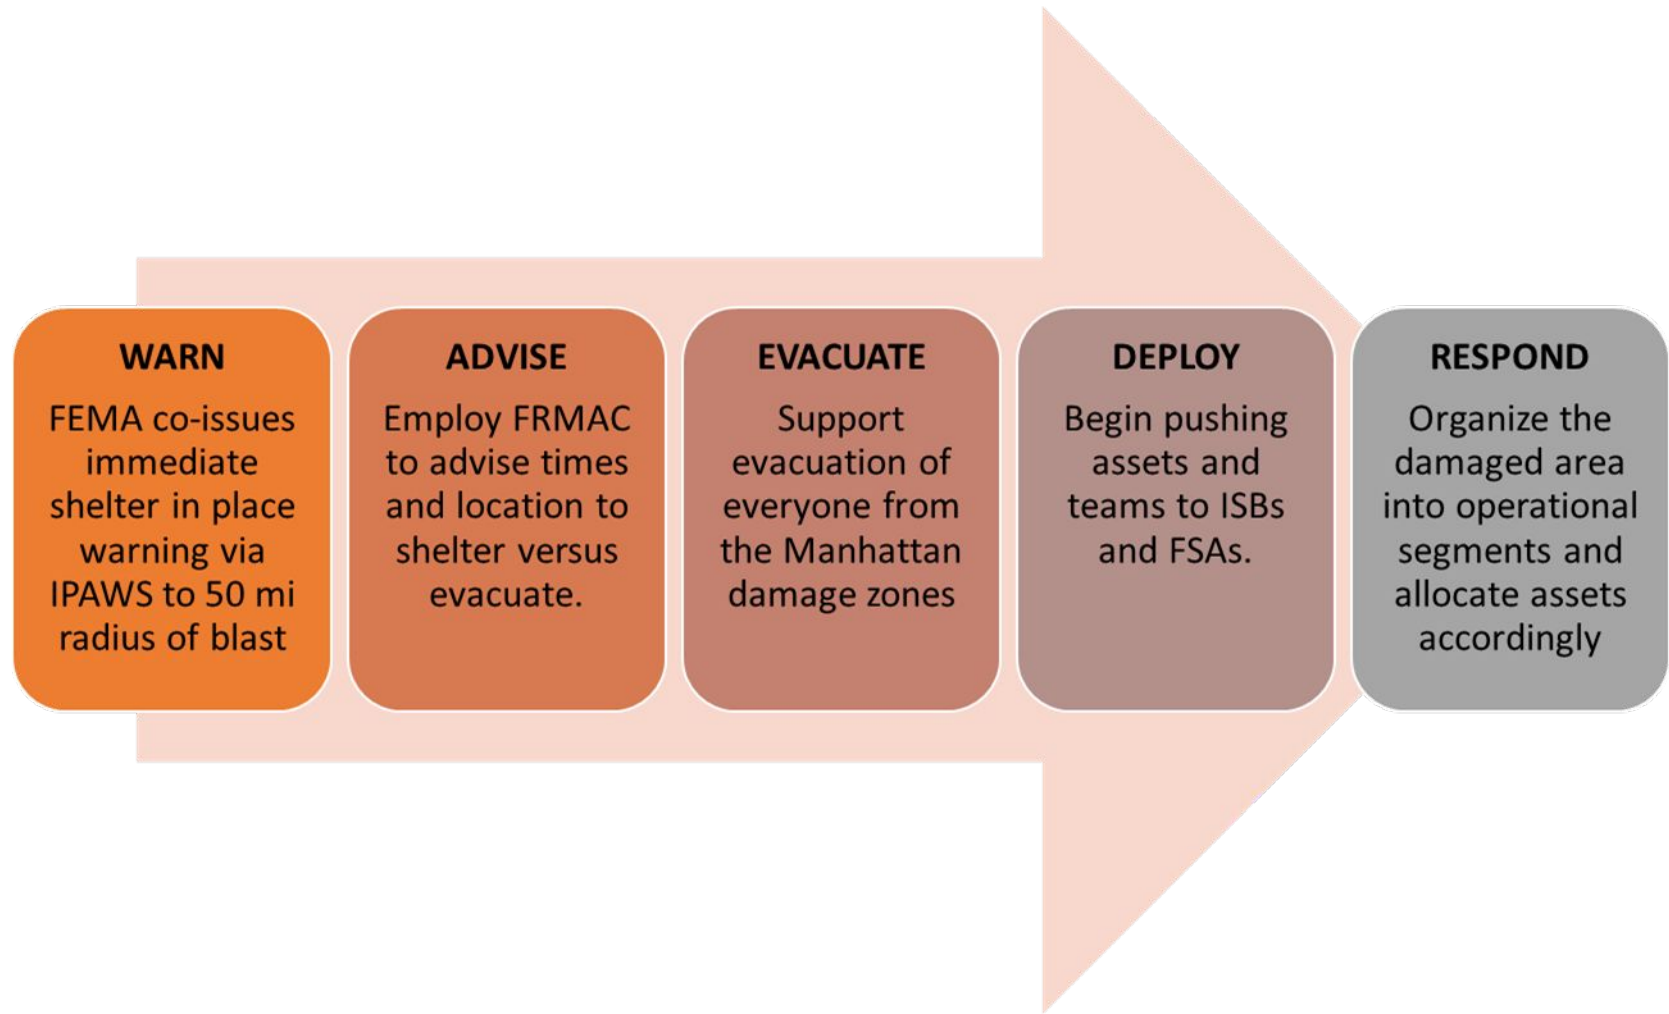 WARN
FEMA co-issues
immediate
shelter in place
warning via
IPAWS to 50 mi
radius of blast
ADVISE
Employ FRMAC
to advise times
and location to
shelter versus
evacuate.
EVACUATE
Support
evacuation of
everyone from
the Manhattan
damage zones
DEPLOY
Begin pushing
assets and
teams to ISBs
and FSAs.
RESPOND
Organize the
damaged area
into operational
segments and
allocate assets
accordingly